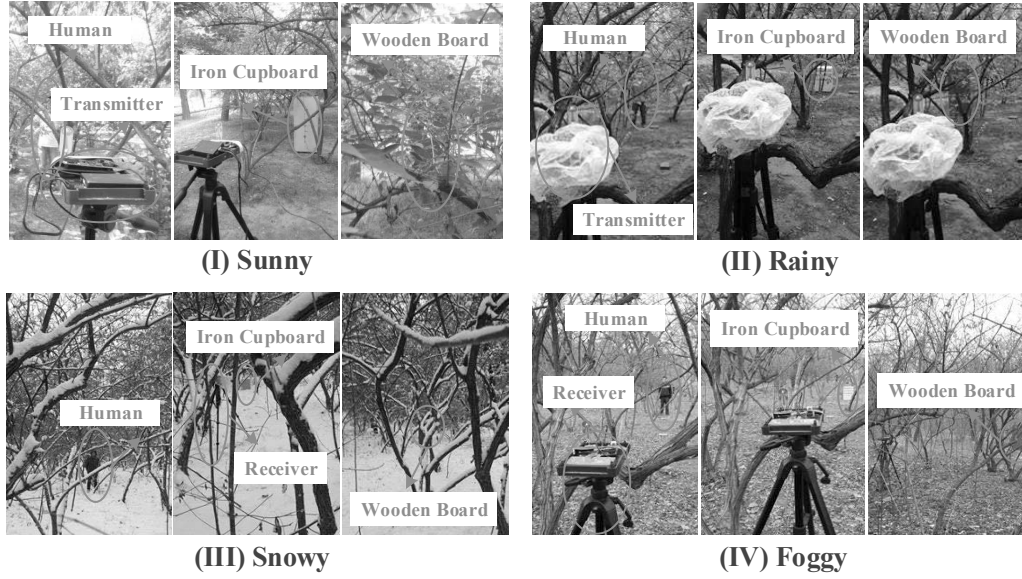 Human
Transmitter
Iron Cupboard
Wooden Board
(I) Sunny
Human
Transmitter
Iron Cupboard
Wooden Board
(II) Rainy
Human
Iron Cupboard
Receiver
Wooden Board
(III) Snowy
Human
Receiver
Iron Cupboard
Wooden Board
(IV) Foggy